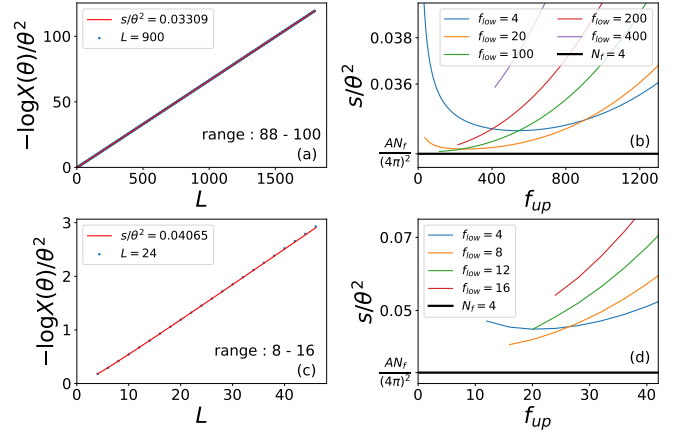 −logX(θ)/θ²
100
50
0
s/θ² = 0.03309
L = 900
range : 88 - 100
(a)
0 500 1000 1500
L
s/θ²
0.038
0.036
AN_f/(4π)²
f_low = 4
f_low = 20
f_low = 100
f_low = 200
f_low = 400
N_f = 4
(b)
0 400 800 1200
f_up
−logX(θ)/θ²
3
2
1
0
s/θ² = 0.04065
L = 24
range : 8 - 16
(c)
0 10 20 30 40
L
s/θ²
0.07
0.05
AN_f/(4π)²
f_low = 4
f_low = 8
f_low = 12
f_low = 16
N_f = 4
(d)
0 10 20 30 40
f_up